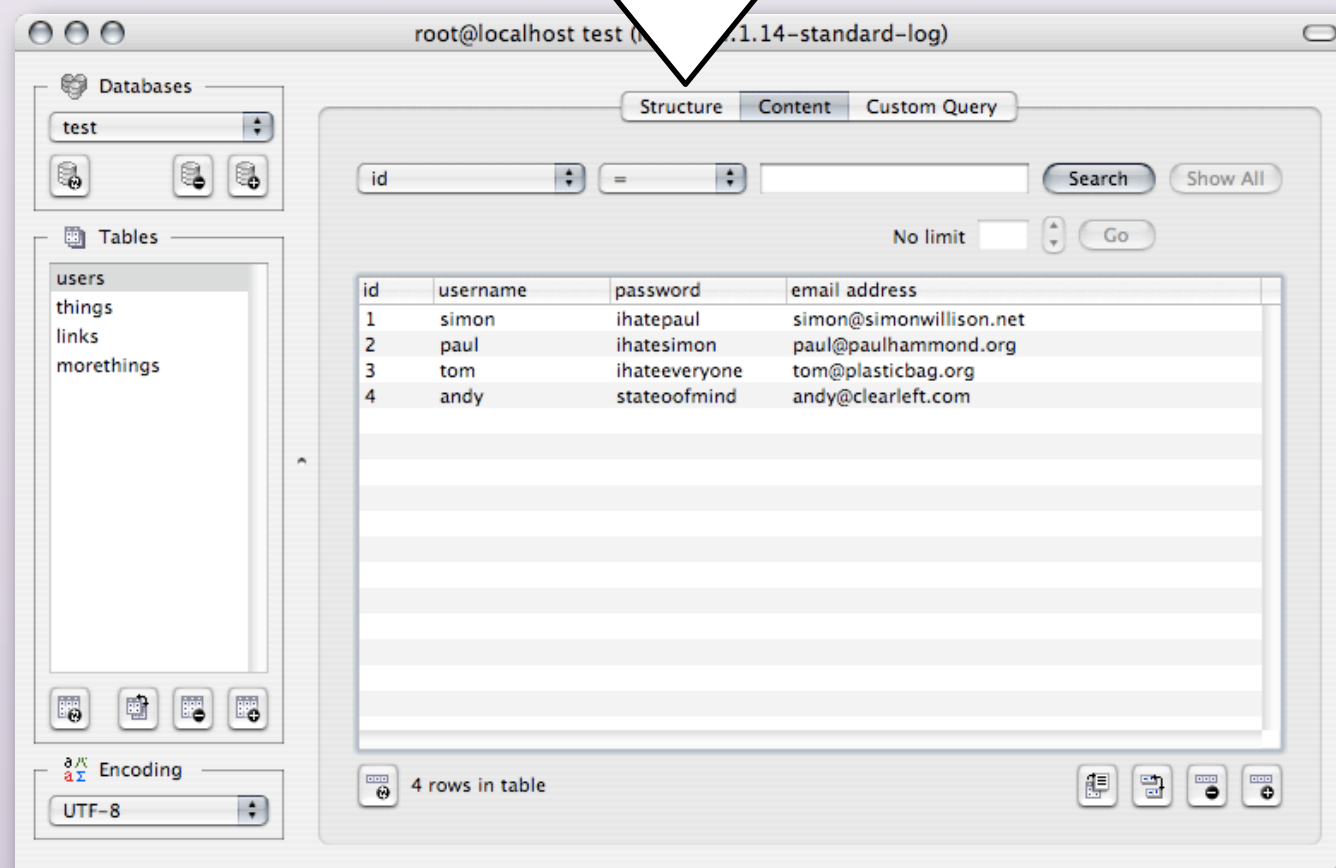 root@localhost test ( .1.14-standard-log)
Databases
test
Tables
users
things
links
morethings
Encoding
UTF-8
Structure Content Custom Query
id = Search Show All
No limit Go
id username password email address
1 simon ihatepaul simon@simonwillison.net
2 paul ihatesimon paul@paulhammond.org
3 tom ihateeveryone tom@plasticbag.org
4 andy stateoofmind andy@clearleft.com
4 rows in table